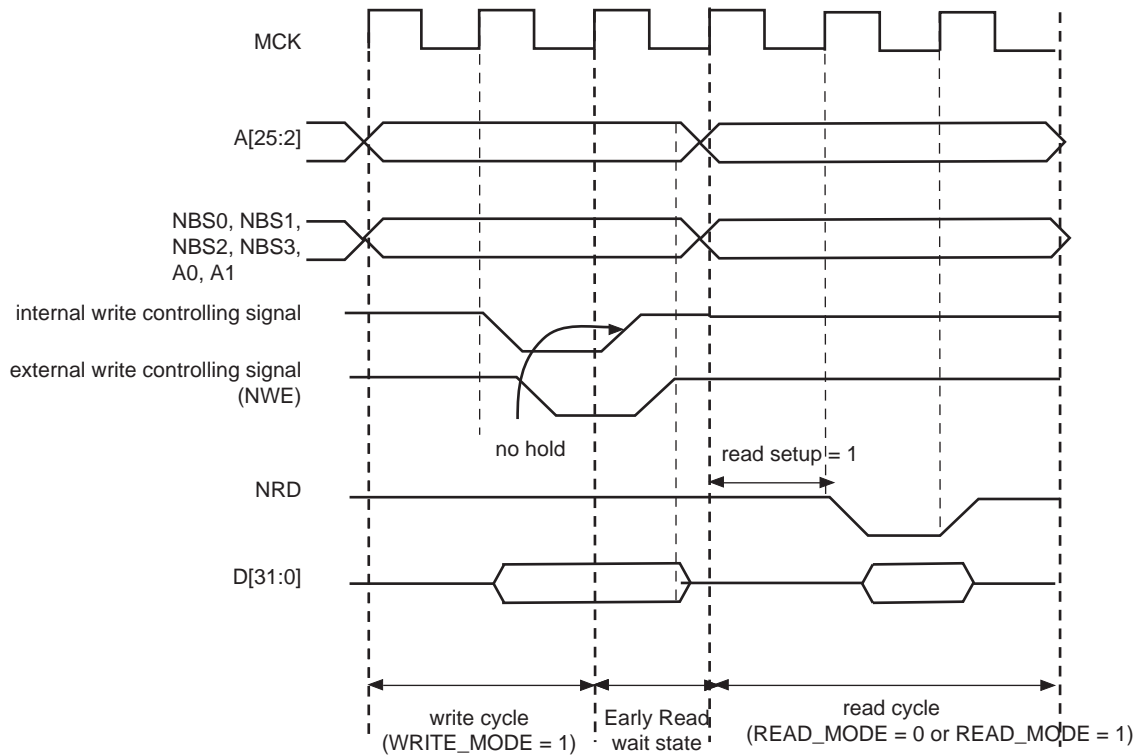 MCK
A[25:2]
NBS0, NBS1,
NBS2, NBS3,
A0, A1
internal write controlling signal
external write controlling signal
(NWE)
no hold
read setup = 1
NRD
D[31:0]
write cycle
(WRITE_MODE = 1)
Early Read
wait state
read cycle
(READ_MODE = 0 or READ_MODE = 1)